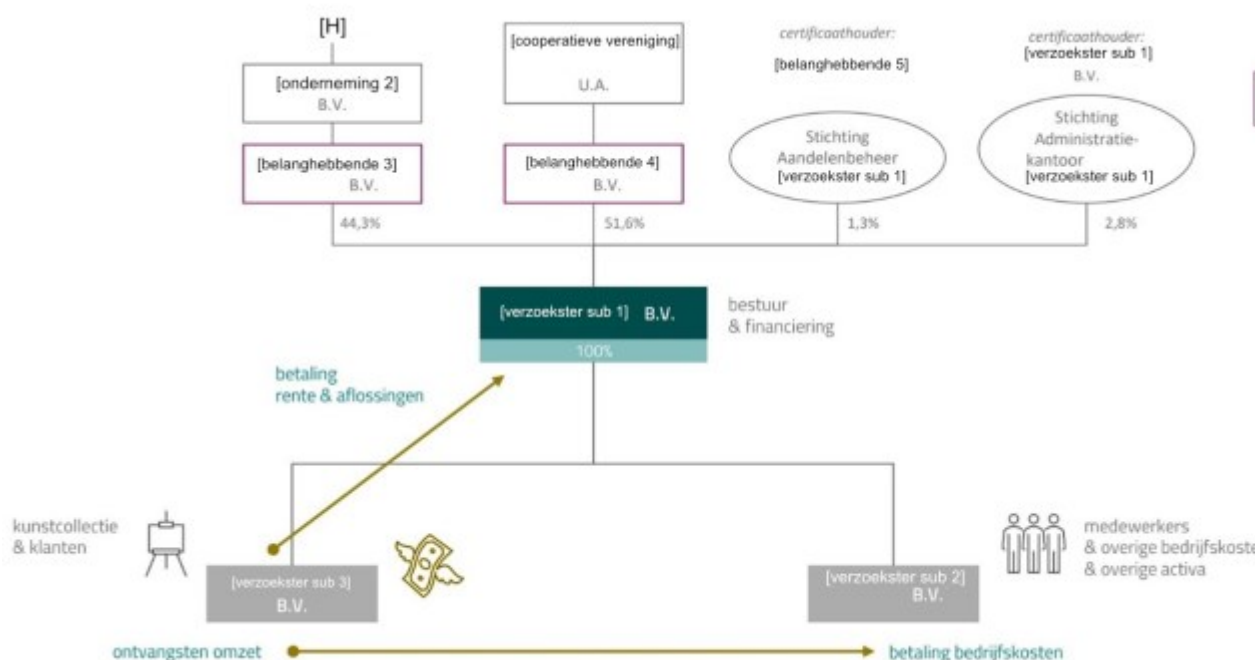 [H]
[onderneming 2]
B.V.
[belanghebbende 3]
B.V.
44,3%
[cooperatieve vereniging]
U.A.
[belanghebbende 4]
B.V.
51,6%
certificaathouder:
[belanghebbende 5]
Stichting
Aandelenbeheer
[verzoekster sub 1]
1,3%
certificaathouder:
[verzoekster sub 1]
B.V.
Stichting
Administratie-
kantoor
[verzoekster sub 1]
2,8%
[verzoekster sub 1] B.V.
100%
bestuur
& financiering
betaling
rente & aflossingen
kunstcollectie
& klanten
[verzoekster sub 3]
B.V.
[verzoekster sub 2]
B.V.
medewerkers
& overige bedrijfskoste
& overige activa
ontvangsten omzet
betaling bedrijfskosten